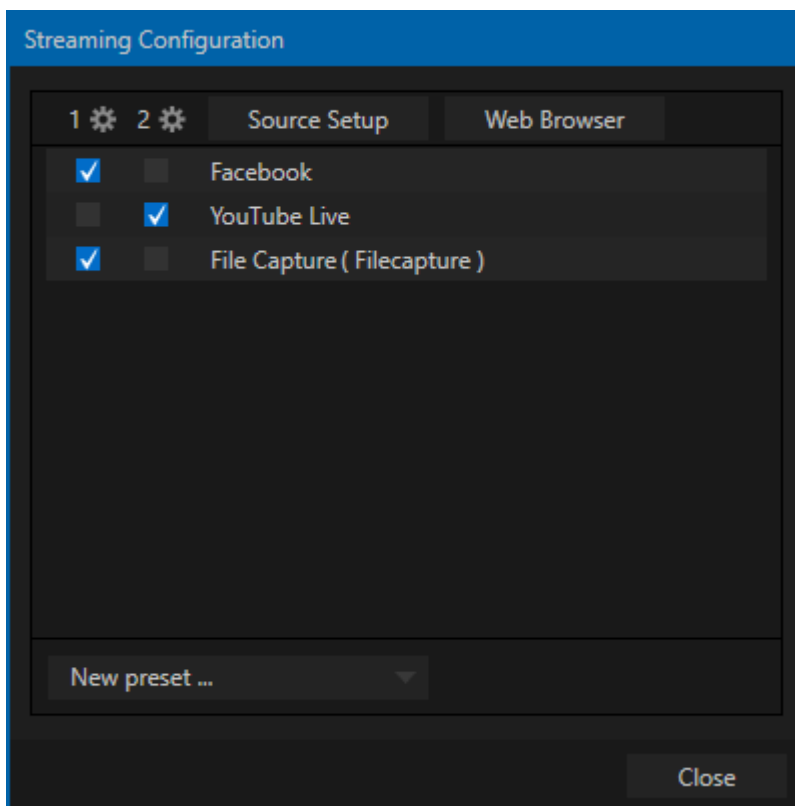 Streaming Configuration
1 2 Source Setup Web Browser
Facebook
YouTube Live
File Capture ( Filecapture )
New preset ...
Close